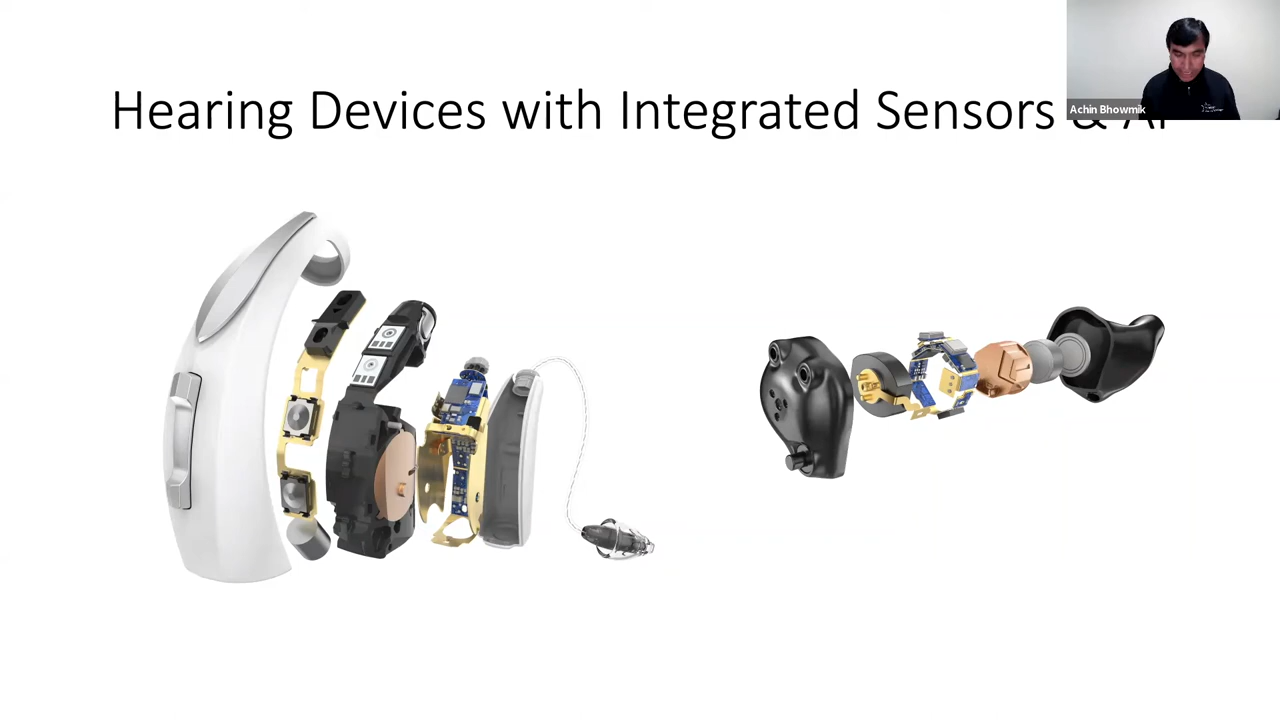 Hearing Devices with Integrated Sensors &
Achin Bhowmik